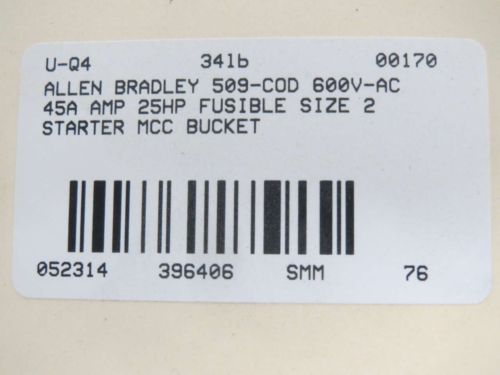 U-Q4 34lb 00170
ALLEN BRADLEY 509-COD 600V-AC
45A AMP 25HP FUSIBLE SIZE 2
STARTER MCC BUCKET
052314 396406 SMM 76